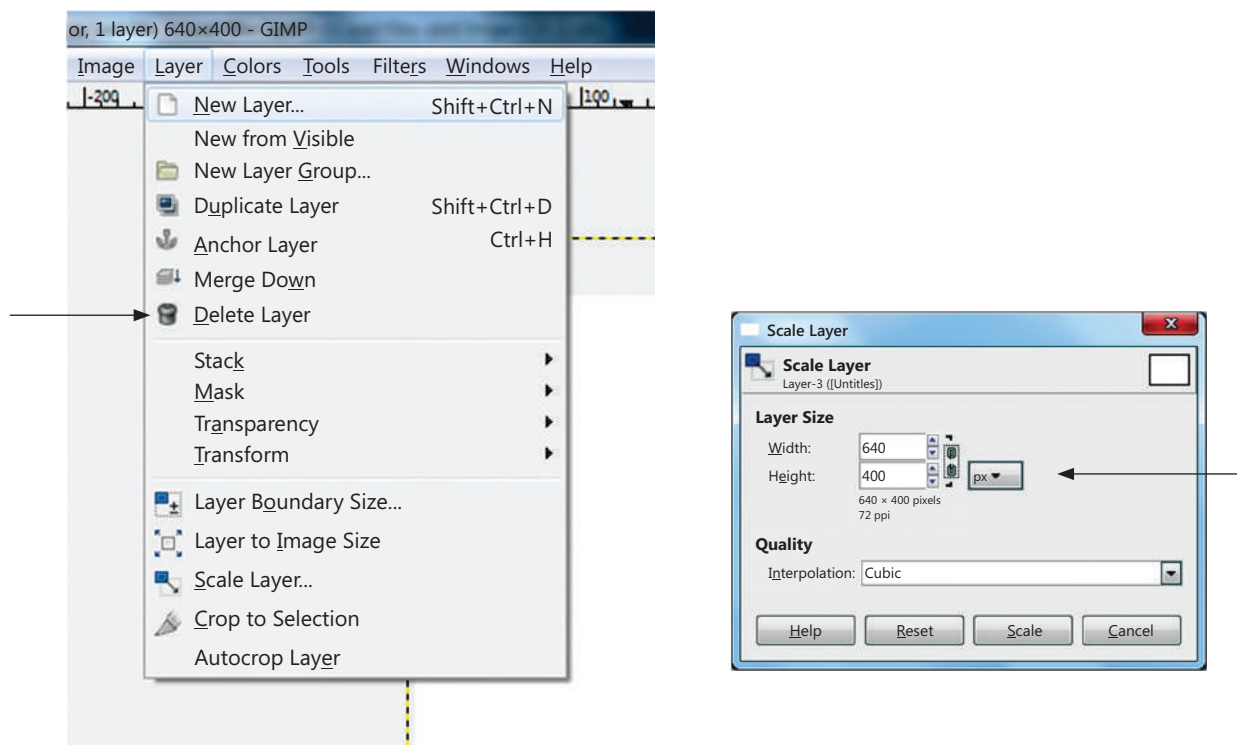 or, 1 layer) 640×400 - GIMP
Image Layer Colors Tools Filters Windows Help
-200 100
New Layer... Shift+Ctrl+N
New from Visible
New Layer Group...
Duplicate Layer Shift+Ctrl+D
Anchor Layer Ctrl+H
Merge Down
Delete Layer
Stack
Mask
Transparency
Transform
Layer Boundary Size...
Layer to Image Size
Scale Layer...
Crop to Selection
Autocrop Layer
Scale Layer
Scale Layer
Layer-3 ([Untitles])
Layer Size
Width: 640
Height: 400 px
640 × 400 pixels
72 ppi
Quality
Interpolation: Cubic
Help Reset Scale Cancel